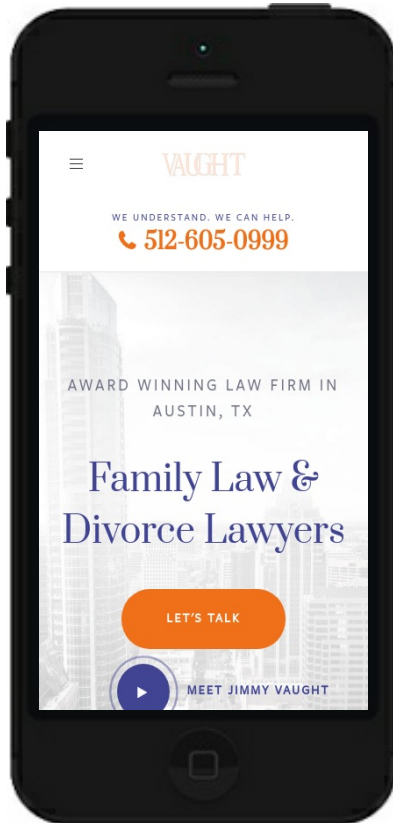 VAUGHT
WE UNDERSTAND. WE CAN HELP.
512-605-0999
AWARD WINNING LAW FIRM IN
AUSTIN, TX
Family Law &
Divorce Lawyers
LET'S TALK
MEET JIMMY VAUGHT